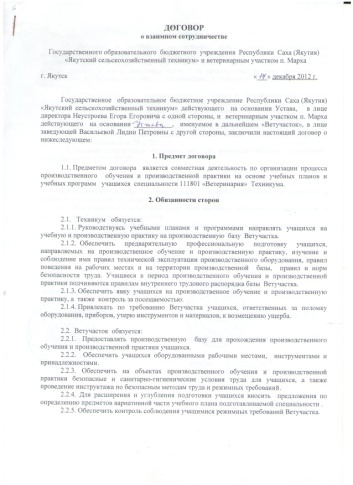 ДОГОВОР
о взаимном сотрудничестве
Государственного образовательного бюджетного учреждения Республики Саха (Якутия)
«Якутский сельскохозяйственный техникум» и ветеринарным участком п. Марха
г. Якутск « 14 » декабря 2012 г.
Государственное образовательное бюджетное учреждение Республики Саха (Якутия)
«Якутский сельскохозяйственный техникум» действующего на основании Устава, в лице
директора Неустроева Егора Егоровича с одной стороны, и ветеринарным участком п. Марха
действующего на основании Устава, именуемое в дальнейшем «Ветучасток», в лице
заведующей Васильевой Лидии Петровны с другой стороны, заключили настоящий договор о
нижеследующем:
1. Предмет договора
1.1. Предметом договора является совместная деятельность по организации процесса
производственного обучения и производственной практики на основе учебных планов и
учебных программ учащихся специальности 111801 «Ветеринария» Техникума.
2. Обязанности сторон
2.1. Техникум обязуется:
2.1.1. Руководствуясь учебными планами и программами направлять учащихся на
учебную и производственную практику на производственную базу Ветучастка.
2.1.2. Обеспечить предварительную профессиональную подготовку учащихся,
направляемых на производственное обучение и производственную практику, изучение и
соблюдение ими правил технической эксплуатации производственного оборудования, правил
поведения на рабочих местах и на территории производственной базы, правил и норм
безопасности труда. Учащиеся в период производственного обучения и производственной
практики подчиняются правилам внутреннего трудового распорядка базы Ветучастка.
2.1.3. Обеспечить явку учащихся на производственное обучение и производственную
практику, а также контроль за посещаемостью.
2.1.4. Привлекать по требованию Ветучастка учащихся, ответственных за поломку
оборудования, приборов, утерю инструментов и материалов, к возмещению ущерба.
2.2. Ветучасток обязуется:
2.2.1. Предоставлять производственную базу для прохождения производственного
обучения и производственной практики учащихся.
2.2.2. Обеспечить учащихся оборудованными рабочими местами, инструментами и
принадлежностями.
2.2.3. Обеспечить на объектах производственного обучения и производственной
практики безопасные и санитарно-гигиенические условия труда для учащихся, а также
проведение инструктажа по безопасным методам труда и режимных требований.
2.2.4. Для расширения и углубления подготовки учащихся вносить предложения по
определению предметов вариативной части учебного плана подготавливаемой специальности.
2.2.5. Обеспечить контроль соблюдения учащимися режимных требований Ветучастка.